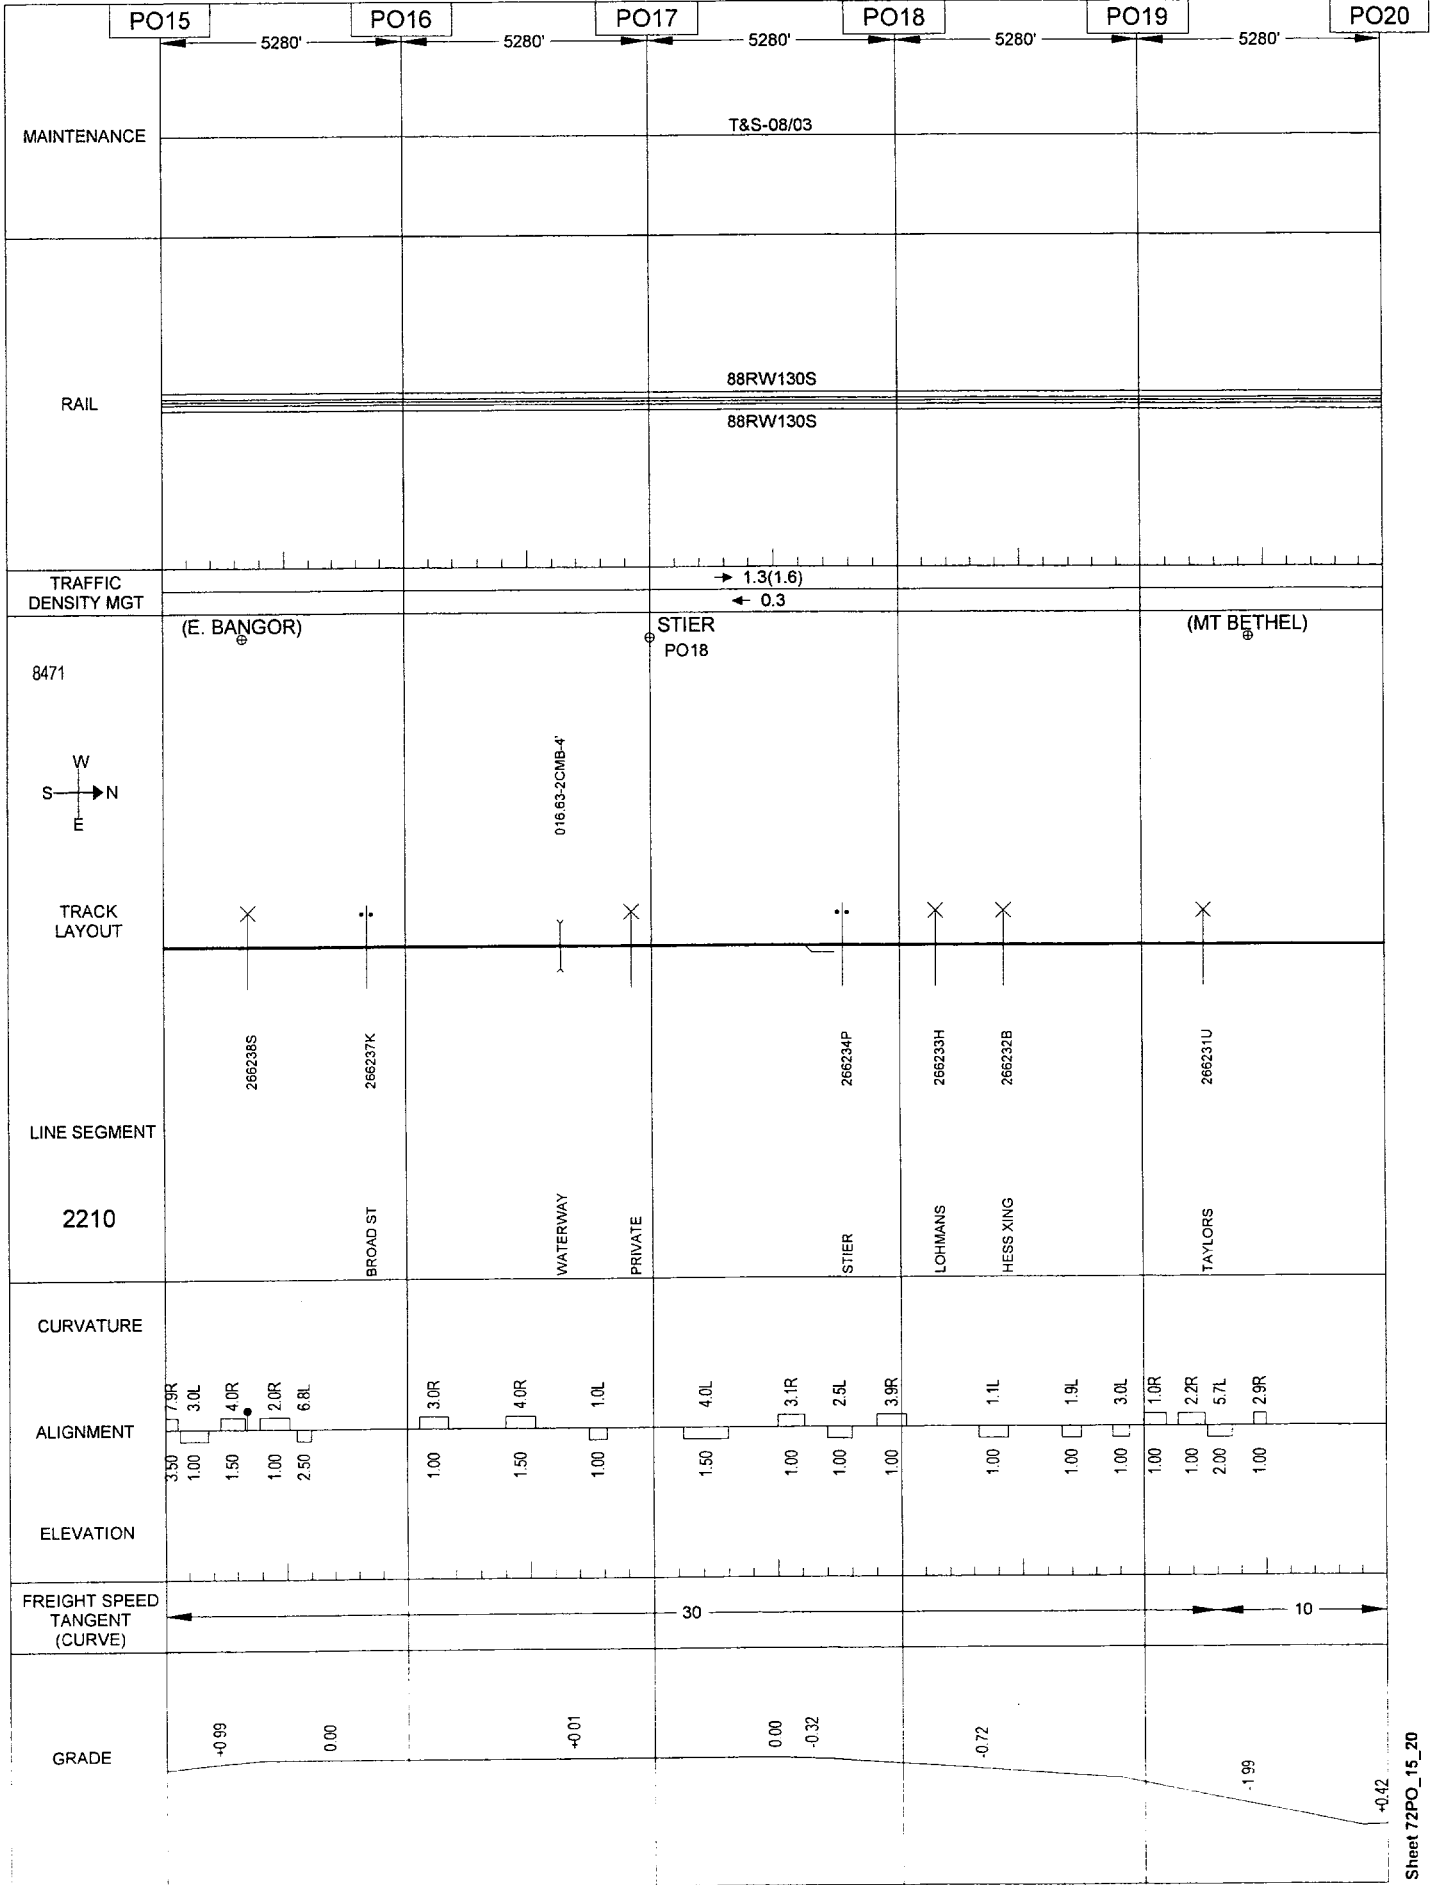 PO15 PO16 PO17 PO18 PO19 PO20
5280' 5280' 5280' 5280' 5280'
MAINTENANCE
T&S-08/03
RAIL
88RW130S
88RW130S
TRAFFIC
DENSITY MGT
1.3(1.6)
0.3
(E. BANGOR)
STIER
PO18
(MT BETHEL)
8471
W
S N
E
016.63-2CMB-4'
TRACK
LAYOUT
266238S
266237K
266234P
266233H
266232B
266231U
LINE SEGMENT
2210
BROAD ST
WATERWAY
PRIVATE
STIER
LOHMANS
HESS XING
TAYLORS
CURVATURE
7.9R 3.0L 4.0R 2.0R 6.8L 3.0R 4.0R 1.0L 4.0L 3.1R 2.5L 3.9R 1.1L 1.9L 3.0L 1.0R 2.2R 5.7L 2.9R
ALIGNMENT
3.50 1.00 1.50 1.00 2.50 1.00 1.50 1.00 1.50 1.00 1.00 1.00 1.00 1.00 1.00 1.00 1.00 2.00 1.00
ELEVATION
FREIGHT SPEED
TANGENT
(CURVE)
30
10
GRADE
+0.99 0.00 +0.01 0.00 -0.32 -0.72 -1.99 +0.42
Sheet 72PO_15_20